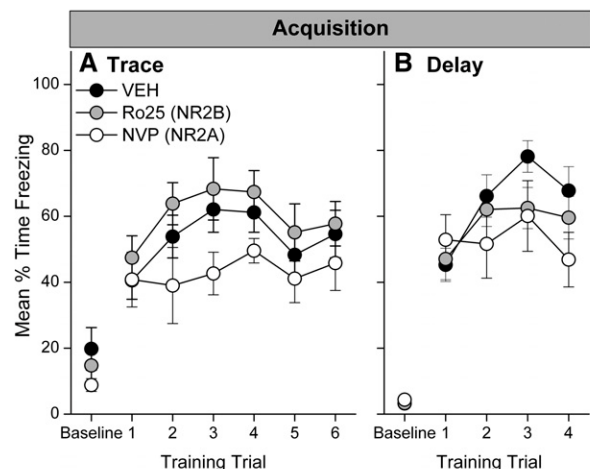 Acquisition
A Trace
B Delay
VEH
Ro25 (NR2B)
NVP (NR2A)
Mean % Time Freezing
100
80
60
40
20
0
Baseline 1 2 3 4 5 6
Baseline 1 2 3 4
Training Trial
Training Trial